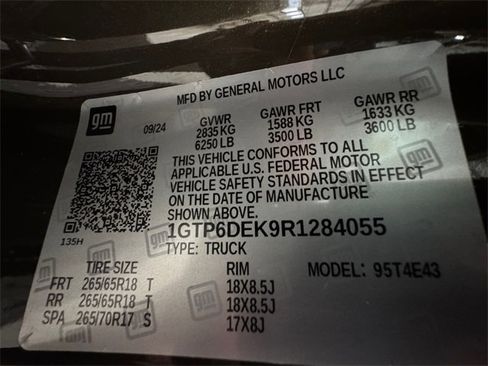 MFD BY GENERAL MOTORS LLC
gm
09/24
GVWR GAWR FRT GAWR RR
2835 KG 1588 KG 1633 KG
6250 LB 3500 LB 3600 LB
THIS VEHICLE CONFORMS TO ALL
APPLICABLE U.S. FEDERAL MOTOR
VEHICLE SAFETY STANDARDS IN EFFECT
ON THE DATE OF MANUFACTURE
SHOWN ABOVE.
135H
1GTP6DEK9R1284055
TYPE: TRUCK
TIRE SIZE RIM MODEL: 95T4E43
FRT 265/65R18 T 18X8.5J
RR 265/65R18 T 18X8.5J
SPA 265/70R17 S 17X8J